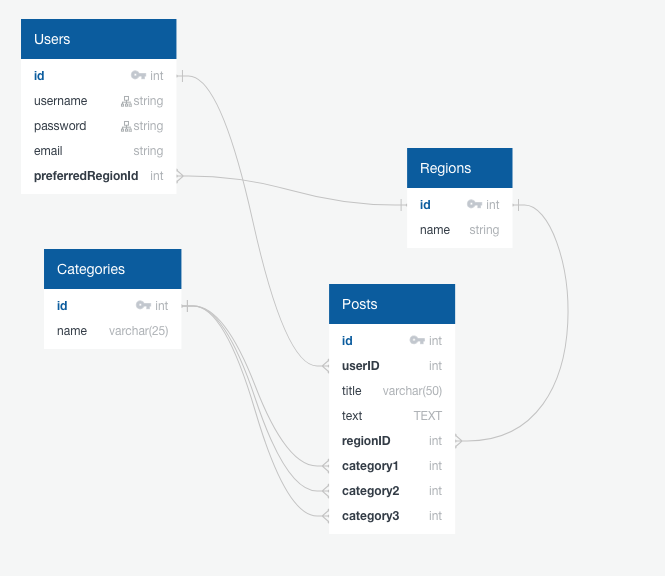 Users
id int
username string
password string
email string
preferredRegionId int
Regions
id int
name string
Categories
id int
name varchar(25)
Posts
id int
userID int
title varchar(50)
text TEXT
regionID int
category1 int
category2 int
category3 int